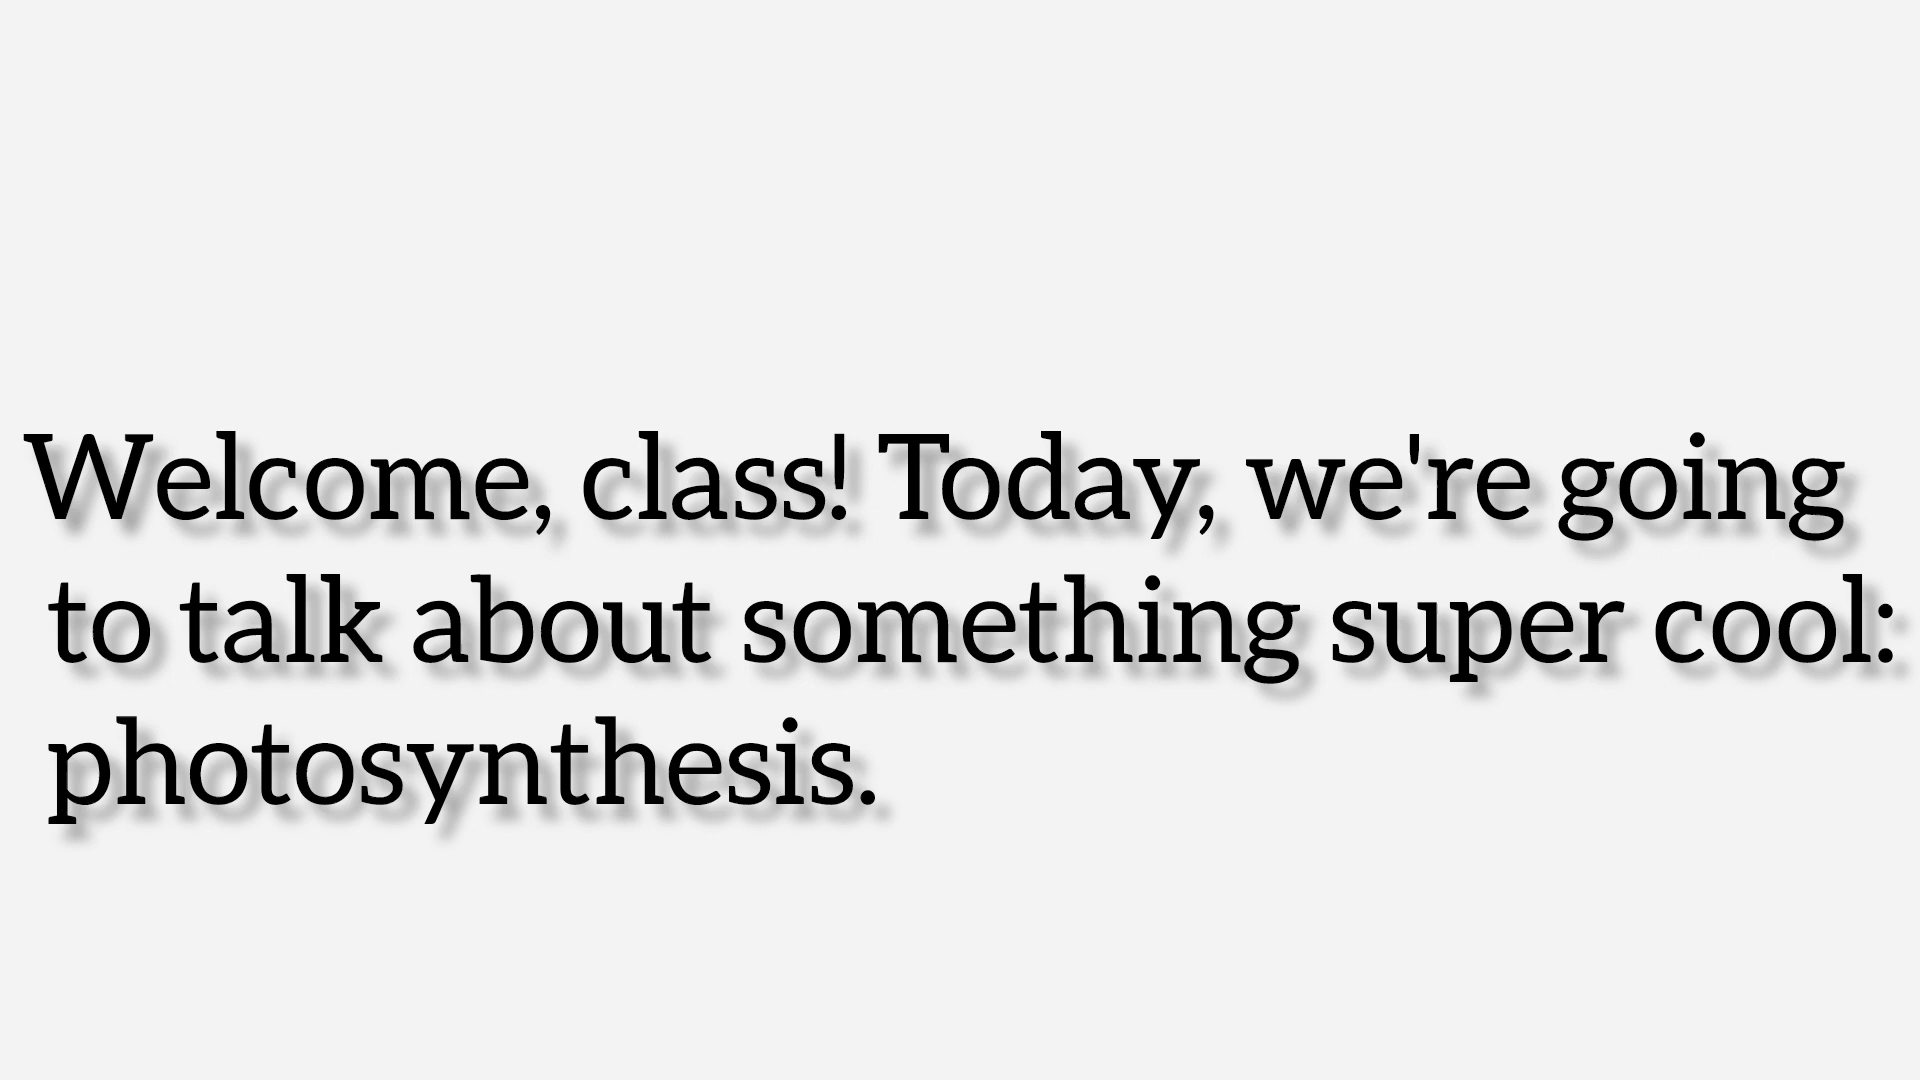 Welcome, class! Today, we're going
to talk about something super cool:
photosynthesis.